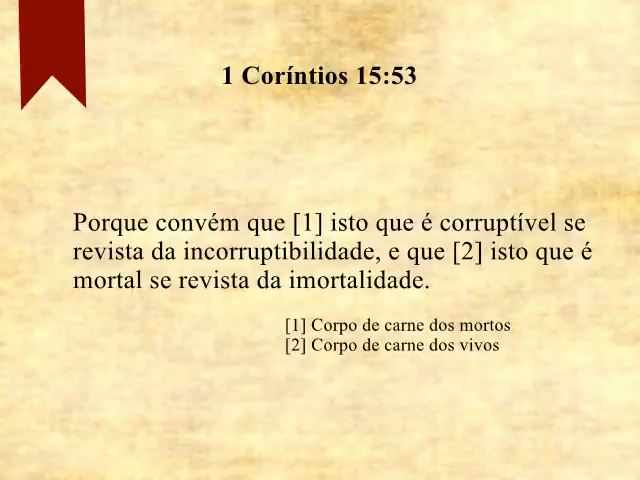 1 Coríntios 15:53
Porque convém que [1] isto que é corruptível se
revista da incorruptibilidade, e que [2] isto que é
mortal se revista da imortalidade.
[1] Corpo de carne dos mortos
[2] Corpo de carne dos vivos